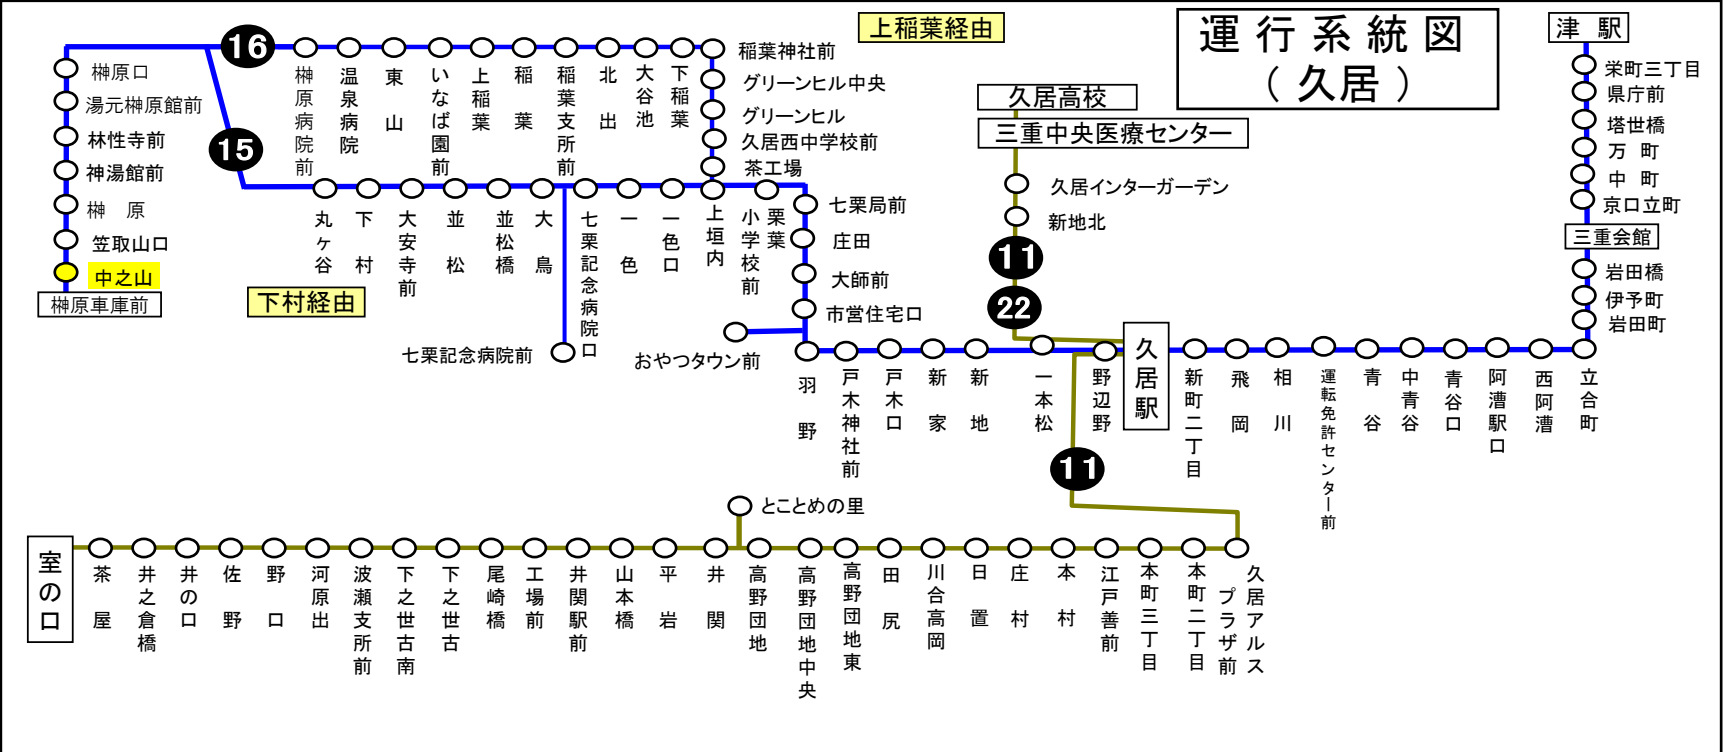 運行系統図
（久居）
上稲葉経由
津 駅
栄町三丁目
県庁前
塔世橋
万 町
中 町
京口立町
三重会館
岩田橋
伊予町
岩田町
立合町
西阿漕
阿漕駅口
青谷口
中青谷
青谷
運転免許センター前
相川
飛岡
新町二丁目
久居駅
野辺野
一本松
新地
新家
戸木口
戸木神社前
羽野
おやつタウン前
市営住宅口
大師前
庄田
七栗局前
栗葉
小学校前
上垣内
一色口
一色
七栗記念病院口
七栗記念病院前
大鳥
並松橋
並松
大安寺前
下村
丸ヶ谷
下村経由
15
16
茶工場
久居西中学校前
グリーンヒル
グリーンヒル中央
稲葉神社前
下稲葉
大谷池
北出
稲葉支所前
稲葉
上稲葉
いなば園前
東山
温泉病院
榊原病院前
榊原口
湯元榊原館前
林性寺前
神湯館前
榊 原
笠取山口
中之山
榊原車庫前
久居高校
三重中央医療センター
久居インターガーデン
新地北
11
22
11
久居アルス
プラザ前
本町二丁目
本町三丁目
江戸善前
本村
庄村
日置
川合高岡
田尻
高野団地東
高野団地中央
高野団地
とことめの里
井関
平岩
山本橋
井関駅前
工場前
尾崎橋
下之世古
下之世古南
波瀬支所前
河原出
野口
佐野
井の口
井之倉橋
茶屋
室の口